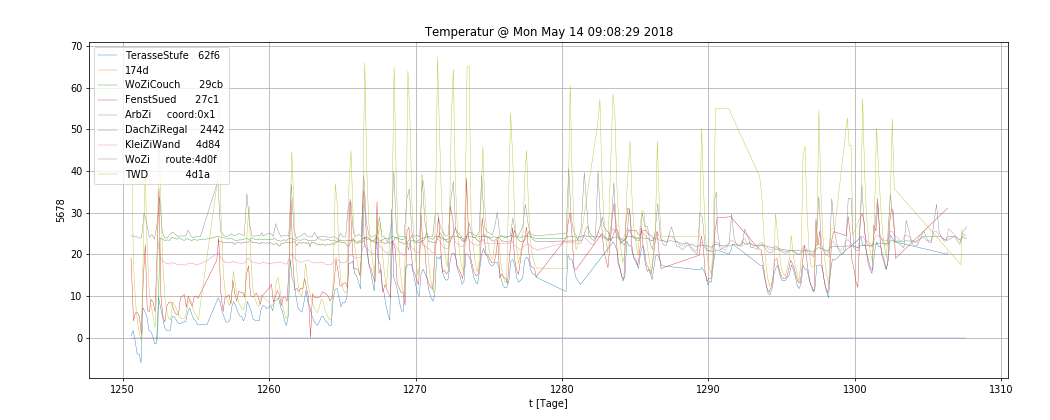 Temperatur @ Mon May 14 09:08:29 2018
70
60
50
40
30
20
10
0
5678
TerasseStufe 62f6
174d
WoZiCouch 29cb
FenstSued 27c1
ArbZi coord:0x1
DachZiRegal 2442
KleiZiWand 4d84
WoZi route:4d0f
TWD 4d1a
1250 1260 1270 1280 1290 1300 1310
t [Tage]